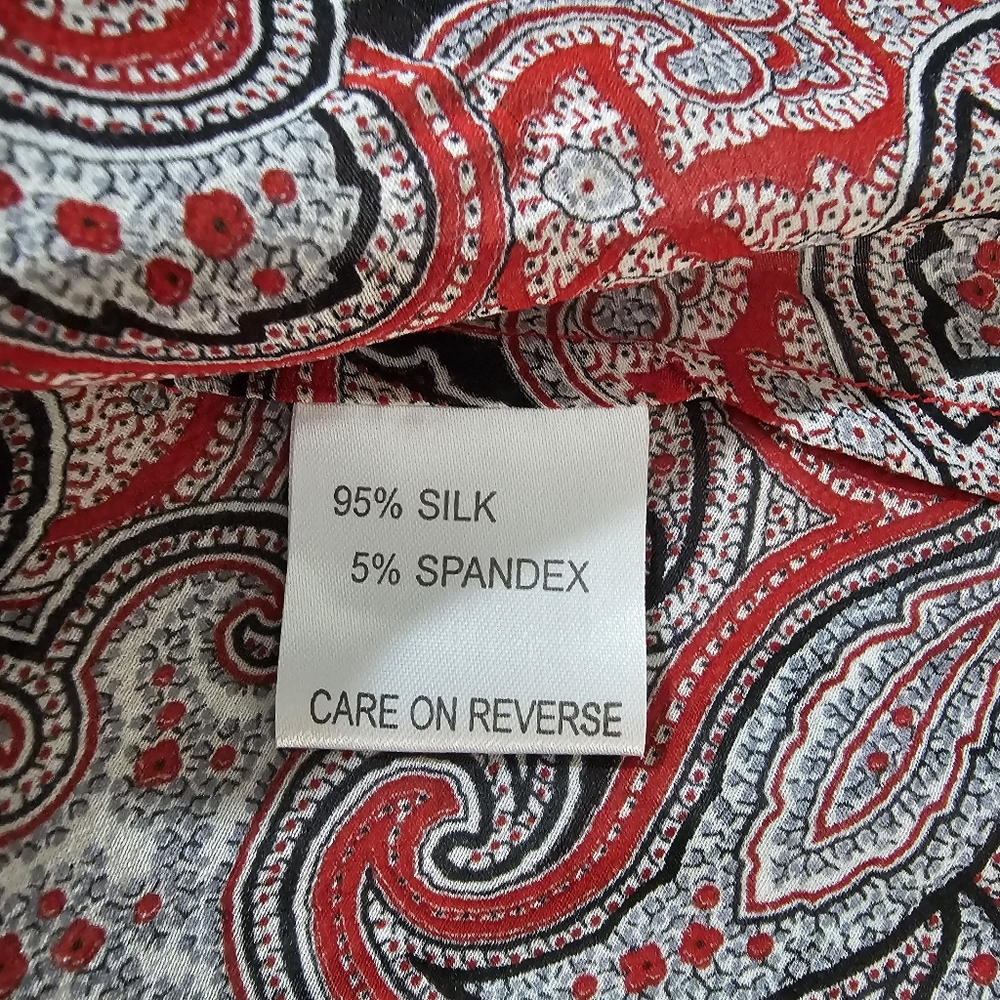 95% SILK
5% SPANDEX
CARE ON REVERSE